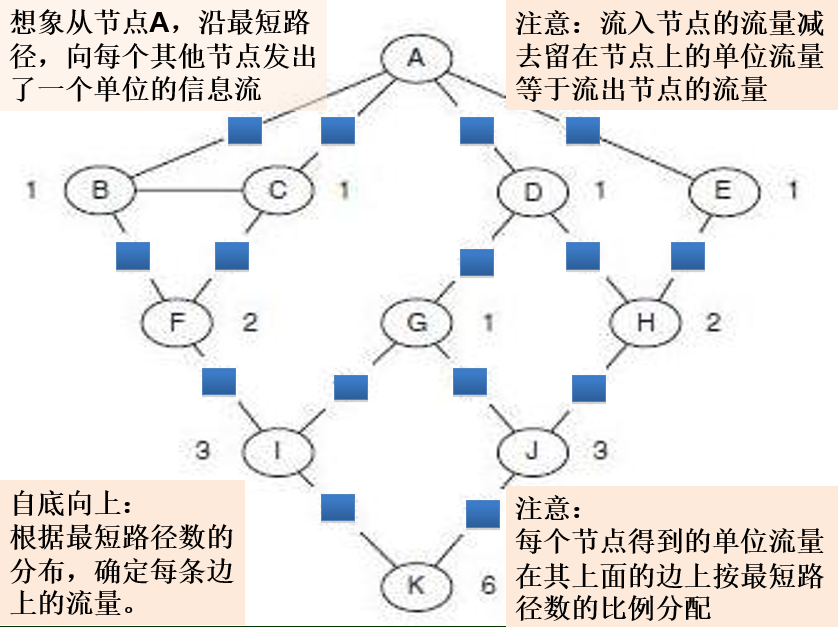 想象从节点A，沿最短路
径，向每个其他节点发出
了一个单位的信息流
注意：流入节点的流量减
去留在节点上的单位流量
等于流出节点的流量
A
1 B C 1 D 1 E 1
F 2 G 1 H 2
3 I J 3
K 6
自底向上：
根据最短路径数的
分布，确定每条边
上的流量。
注意：
每个节点得到的单位流量
在其上面的边上按最短路
径数的比例分配